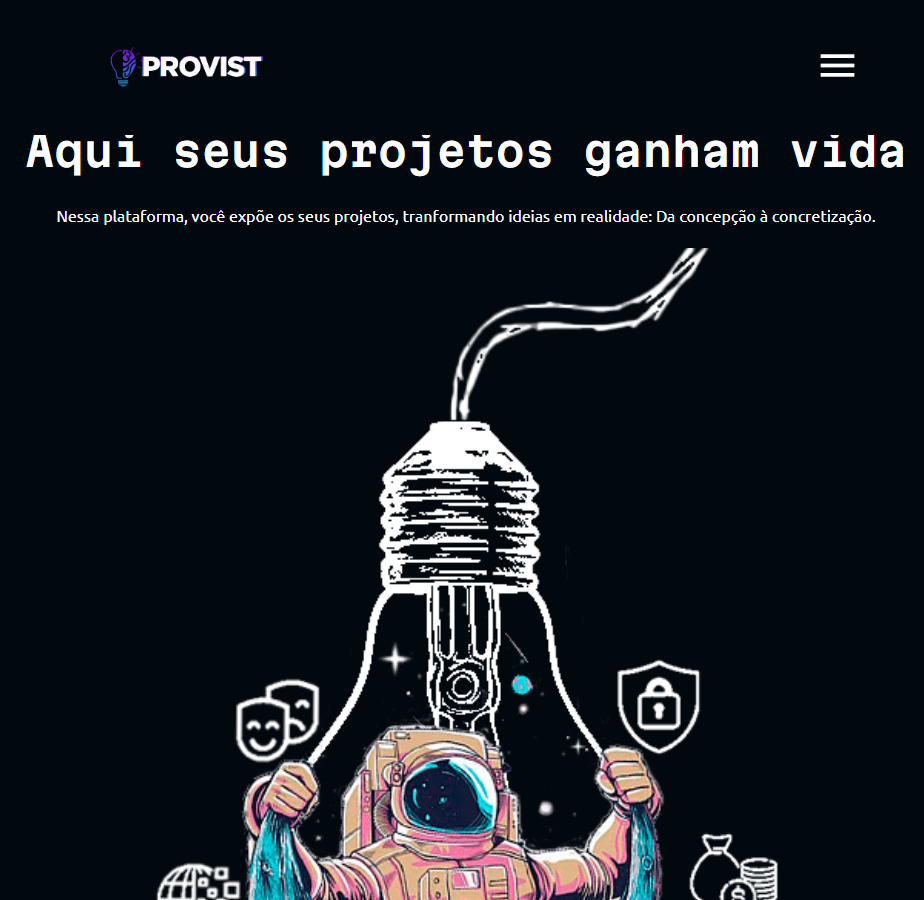 PROVIST
Aqui seus projetos ganham vida
Nessa plataforma, você expõe os seus projetos, tranformando ideias em realidade: Da concepção à concretização.
$